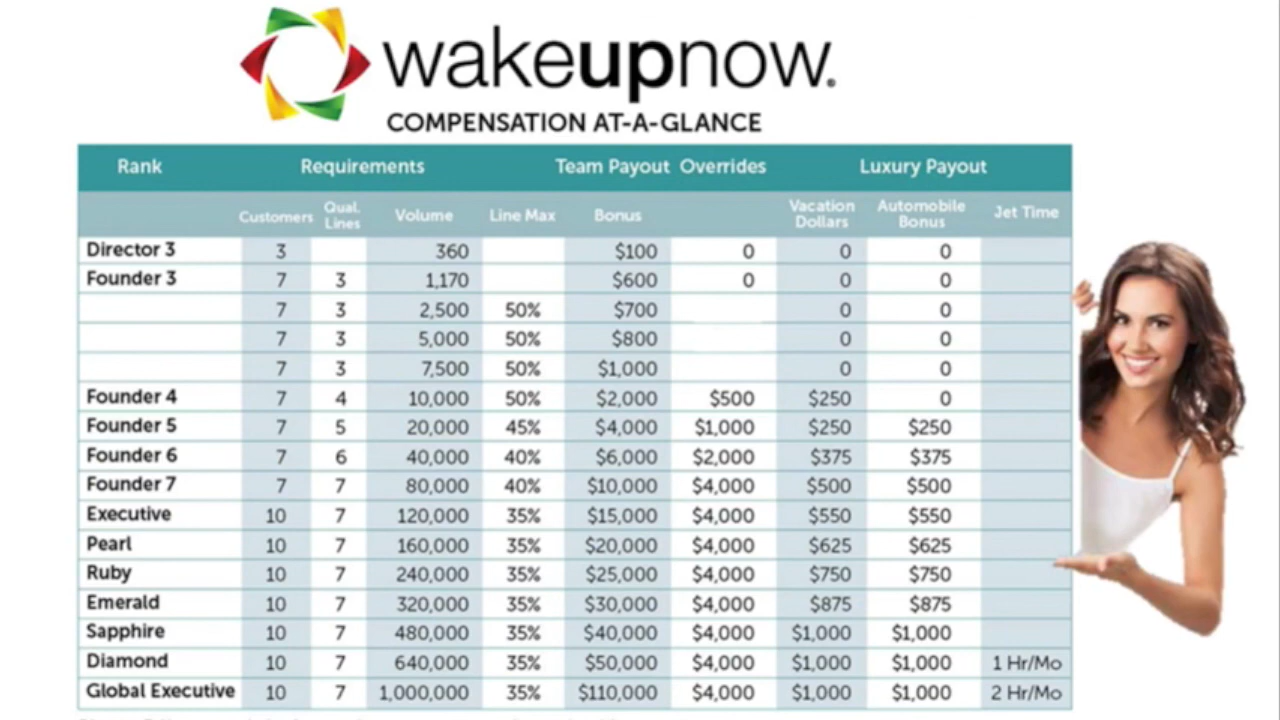 wakeupnow.
COMPENSATION AT-A-GLANCE
Rank Requirements Team Payout Overrides Luxury Payout
Customers Qual. Lines Volume Line Max Bonus Vacation Dollars Automobile Bonus Jet Time
Director 3 3 360 $100 0 0 0
Founder 3 7 3 1,170 $600 0 0 0
7 3 2,500 50% $700 0 0
7 3 5,000 50% $800 0 0
7 3 7,500 50% $1,000 0 0
Founder 4 7 4 10,000 50% $2,000 $500 $250 0
Founder 5 7 5 20,000 45% $4,000 $1,000 $250 $250
Founder 6 7 6 40,000 40% $6,000 $2,000 $375 $375
Founder 7 7 7 80,000 40% $10,000 $4,000 $500 $500
Executive 10 7 120,000 35% $15,000 $4,000 $550 $550
Pearl 10 7 160,000 35% $20,000 $4,000 $625 $625
Ruby 10 7 240,000 35% $25,000 $4,000 $750 $750
Emerald 10 7 320,000 35% $30,000 $4,000 $875 $875
Sapphire 10 7 480,000 35% $40,000 $4,000 $1,000 $1,000
Diamond 10 7 640,000 35% $50,000 $4,000 $1,000 $1,000 1 Hr/Mo
Global Executive 10 7 1,000,000 35% $110,000 $4,000 $1,000 $1,000 2 Hr/Mo